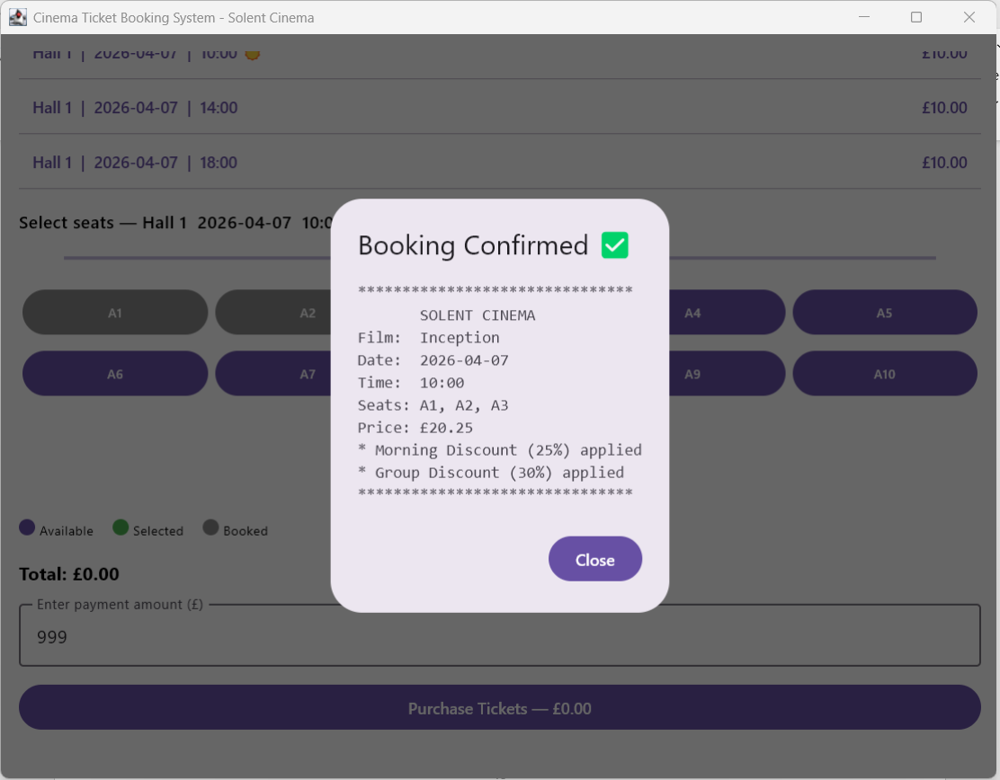 Cinema Ticket Booking System - Solent Cinema
Hall 1 | 2026-04-07 | 10:00 £10.00
Hall 1 | 2026-04-07 | 14:00 £10.00
Hall 1 | 2026-04-07 | 18:00 £10.00
Select seats — Hall 1 2026-04-07
Booking Confirmed ✅
*******************************
SOLENT CINEMA
Film: Inception
Date: 2026-04-07
Time: 10:00
Seats: A1, A2, A3
Price: £20.25
* Morning Discount (25%) applied
* Group Discount (30%) applied
*******************************
Close
A1 A2 A4 A5
A6 A7 A9 A10
Available Selected Booked
Total: £0.00
Enter payment amount (£)
999
Purchase Tickets — £0.00